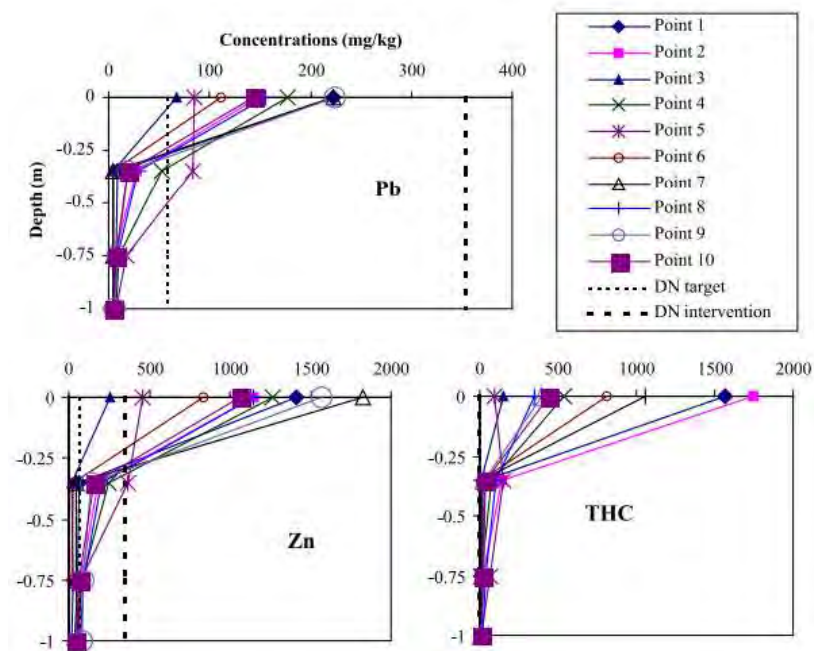 Concentrations (mg/kg)
0 100 200 300 400
0
-0.25
-0.5
-0.75
-1
Depth (m)
Pb
Point 1
Point 2
Point 3
Point 4
Point 5
Point 6
Point 7
Point 8
Point 9
Point 10
DN target
DN intervention
0 500 1000 1500 2000
0
-0.25
-0.5
-0.75
-1
Zn
0 500 1000 1500 2000
0
-0.25
-0.5
-0.75
-1
THC